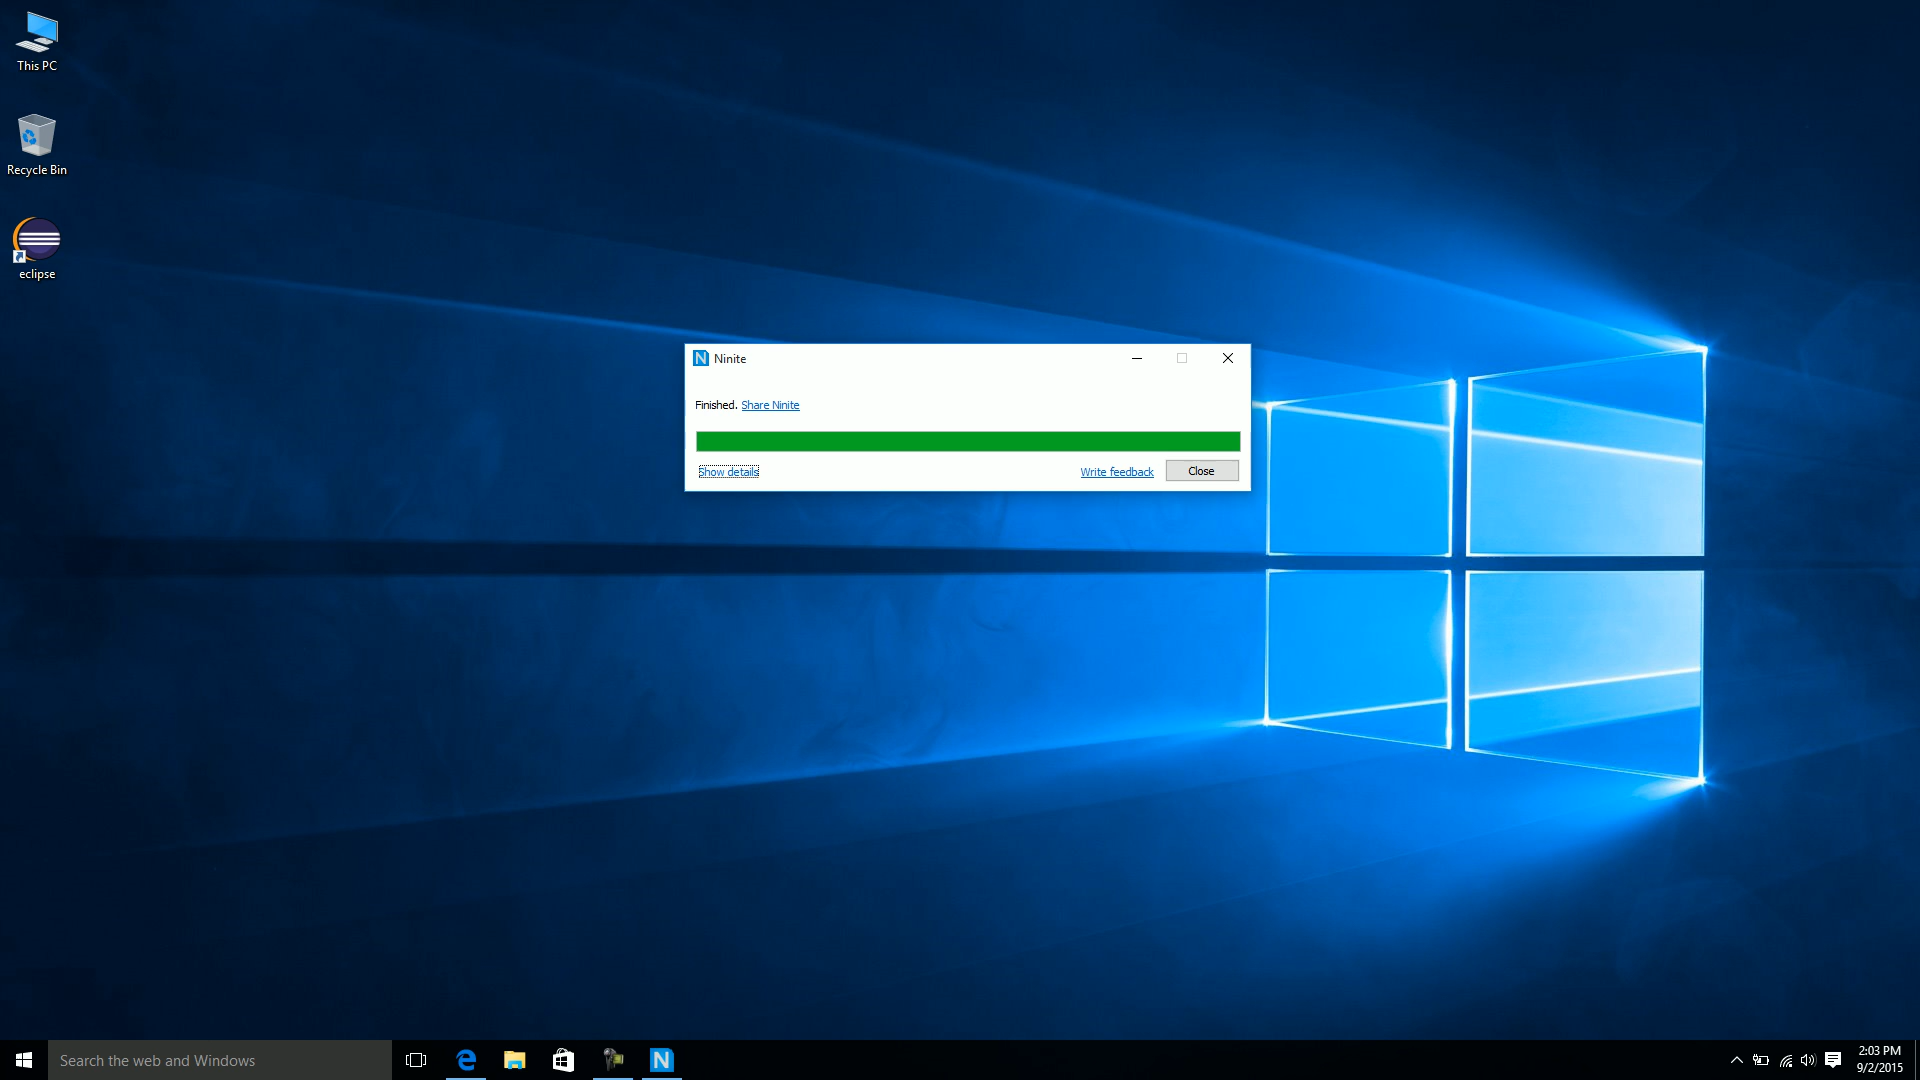 This PC
Recycle Bin
eclipse
N Ninite
Finished. Share Ninite
Show details
Write feedback
Close
Search the web and Windows
N
2:03 PM
9/2/2015